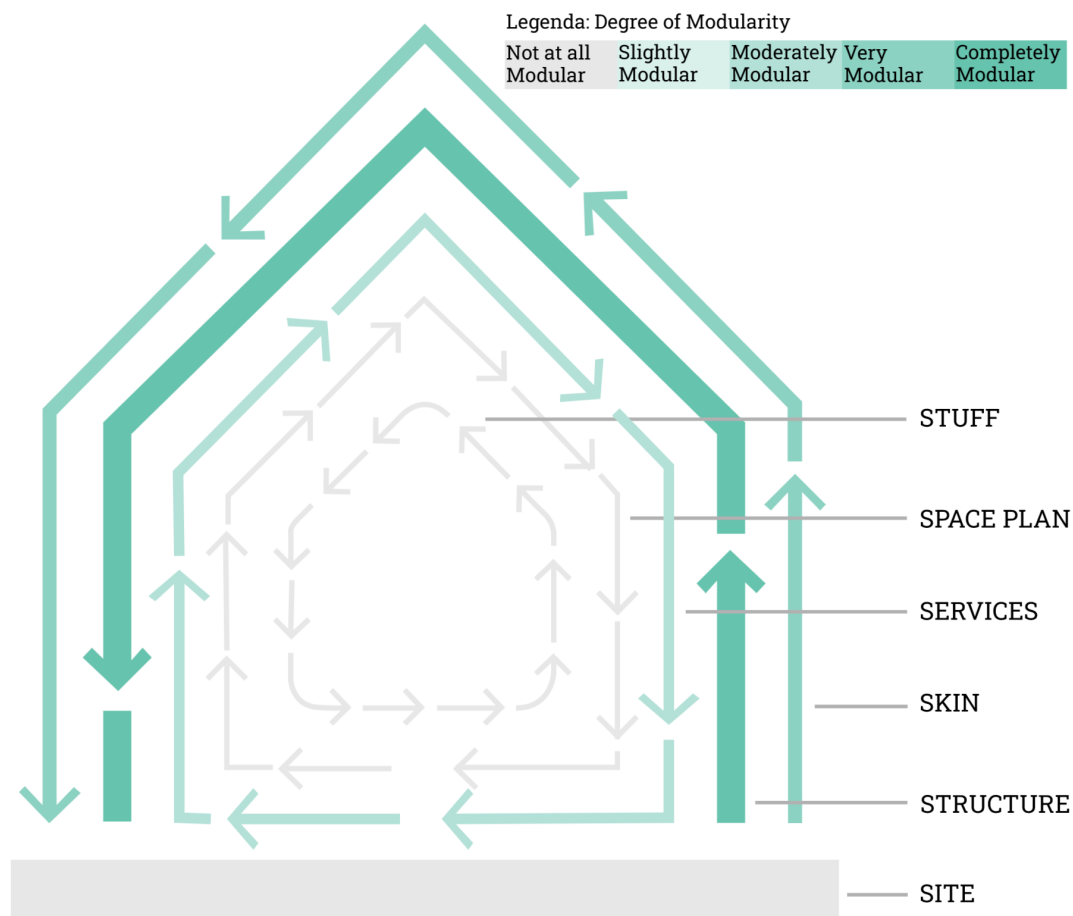 Legenda: Degree of Modularity
Not at all Modular
Slightly Modular
Moderately Modular
Very Modular
Completely Modular
STUFF
SPACE PLAN
SERVICES
SKIN
STRUCTURE
SITE